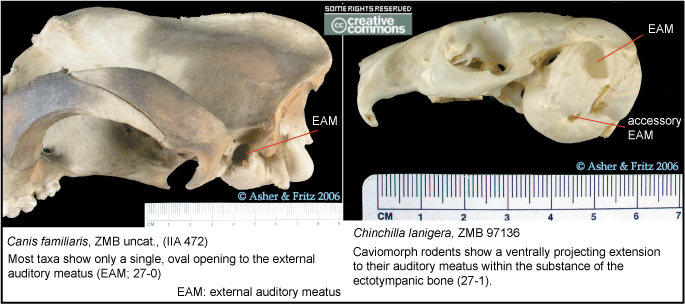 SOME RIGHTS RESERVED
cc creative commons
EAM
EAM
accessory
EAM
© Asher & Fritz 2006
© Asher & Fritz 2006
CM 1 2 3 4 5 6 7
CM
Canis familiaris, ZMB uncat., (IIA 472)
Most taxa show only a single, oval opening to the external
auditory meatus (EAM; 27-0)
EAM: external auditory meatus
Chinchilla lanigera, ZMB 97136
Caviomorph rodents show a ventrally projecting extension
to their auditory meatus within the substance of the
ectotympanic bone (27-1).